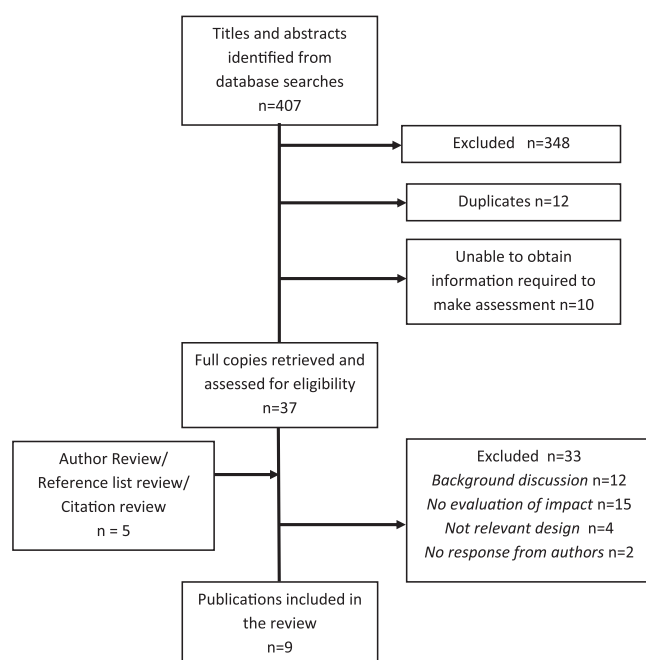 Titles and abstracts
identified from
database searches
n=407
Excluded n=348
Duplicates n=12
Unable to obtain
information required to
make assessment n=10
Full copies retrieved and
assessed for eligibility
n=37
Author Review/
Reference list review/
Citation review
n = 5
Excluded n=33
Background discussion n=12
No evaluation of impact n=15
Not relevant design n=4
No response from authors n=2
Publications included in
the review
n=9